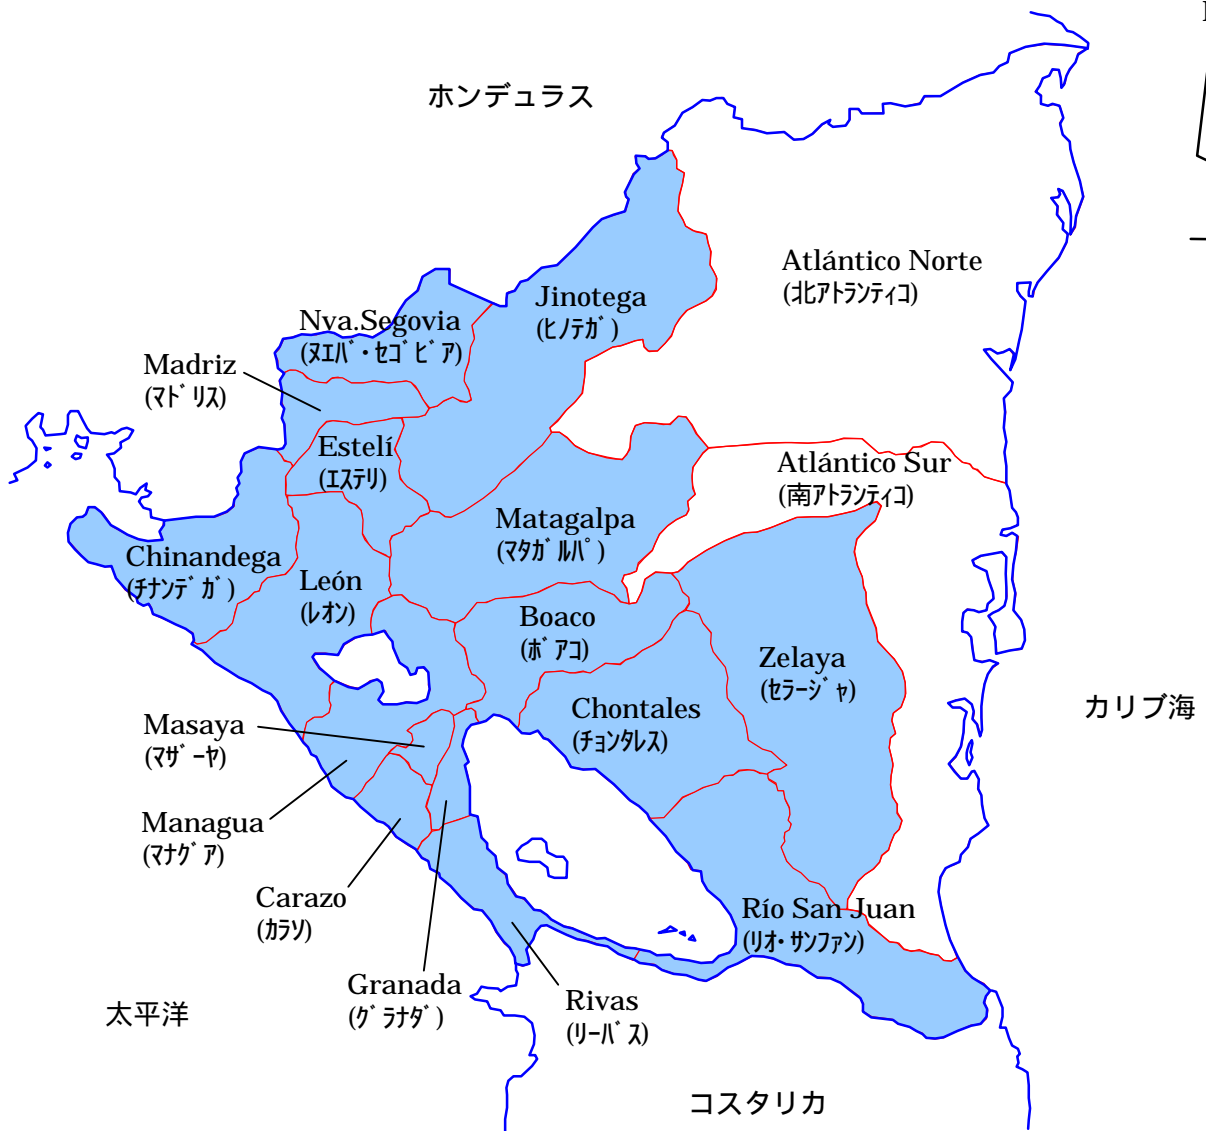 ホンデュラス
Atlántico Norte
(北アトランティコ)
Jinotega
(ヒノテガ)
Nva.Segovia
(ヌエバ・セゴビア)
Madriz
(マドリス)
Estelí
(エステリ)
Atlántico Sur
(南アトランティコ)
Matagalpa
(マタガルパ)
Chinandega
(チナンデガ)
León
(レオン)
Boaco
(ボアコ)
Zelaya
(セラージャ)
Chontales
(チョンタレス)
カリブ海
Masaya
(マザーヤ)
Managua
(マナグア)
Carazo
(カラソ)
Río San Juan
(リオ・サンファン)
Granada
(グラナダ)
Rivas
(リーバス)
太平洋
コスタリカ